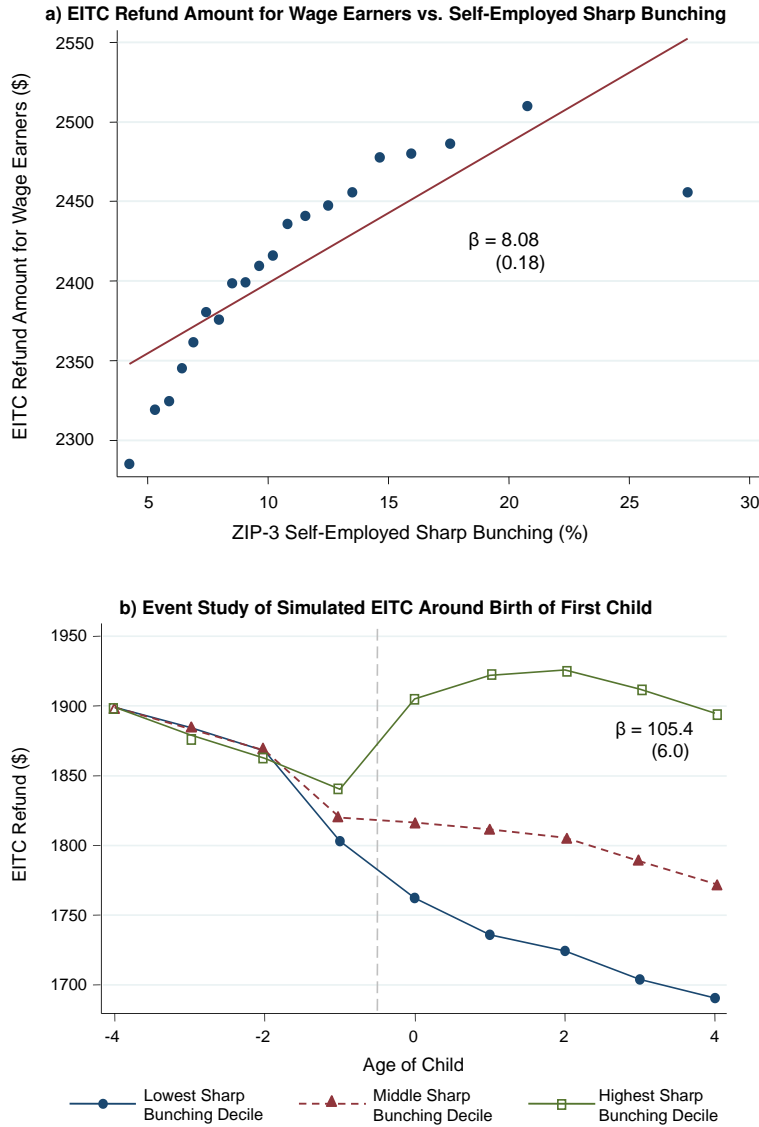 a) EITC Refund Amount for Wage Earners vs. Self-Employed Sharp Bunching
EITC Refund Amount for Wage Earners ($)
2550
2500
2450
2400
2350
2300
β = 8.08
(0.18)
5
10
15
20
25
30
ZIP-3 Self-Employed Sharp Bunching (%)
b) Event Study of Simulated EITC Around Birth of First Child
EITC Refund ($)
1950
1900
1850
1800
1750
1700
β = 105.4
(6.0)
-4
-2
0
2
4
Age of Child
Lowest Sharp
Bunching Decile
Middle Sharp
Bunching Decile
Highest Sharp
Bunching Decile